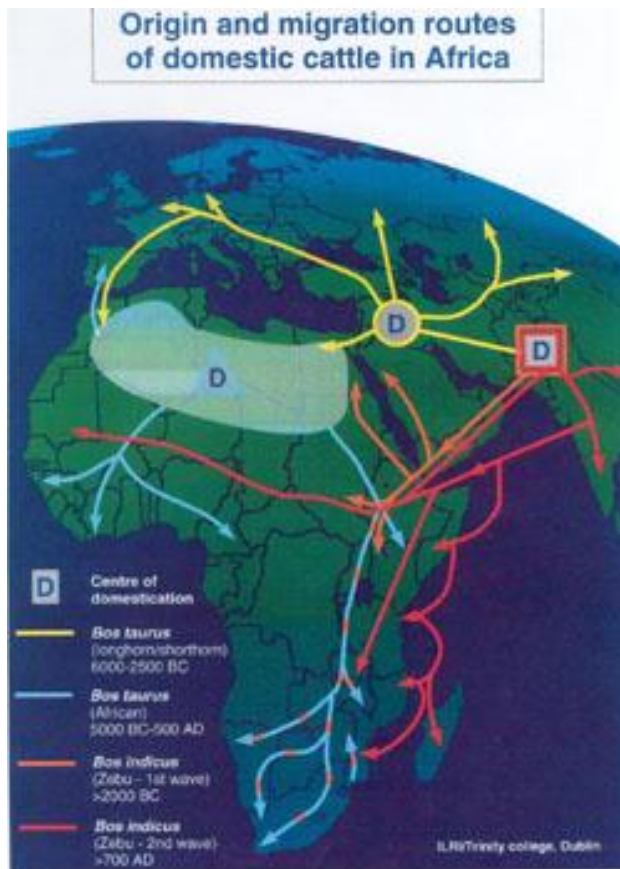 Origin and migration routes
of domestic cattle in Africa
D
D
D
D
Centre of
domestication
Bos taurus
(longhorn/shorthorn)
6000-2500 BC
Bos taurus
(African)
5000 BC-500 AD
Bos indicus
(Zebu - 1st wave)
>2000 BC
Bos indicus
(Zebu - 2nd wave)
>700 AD
ILRI/Trinity college, Dublin